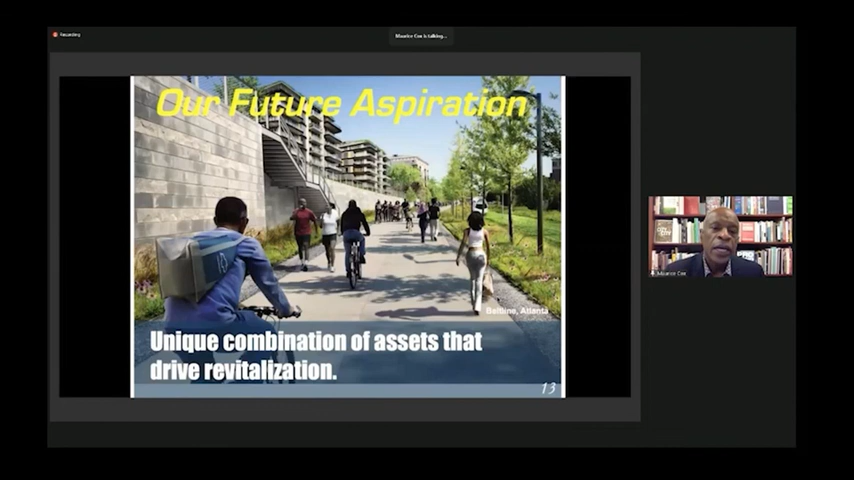 Recording
Maurice Cox is talking...
Our Future Aspiration
Beltline, Atlanta
Unique combination of assets that
drive revitalization.
13
Maurice Cox